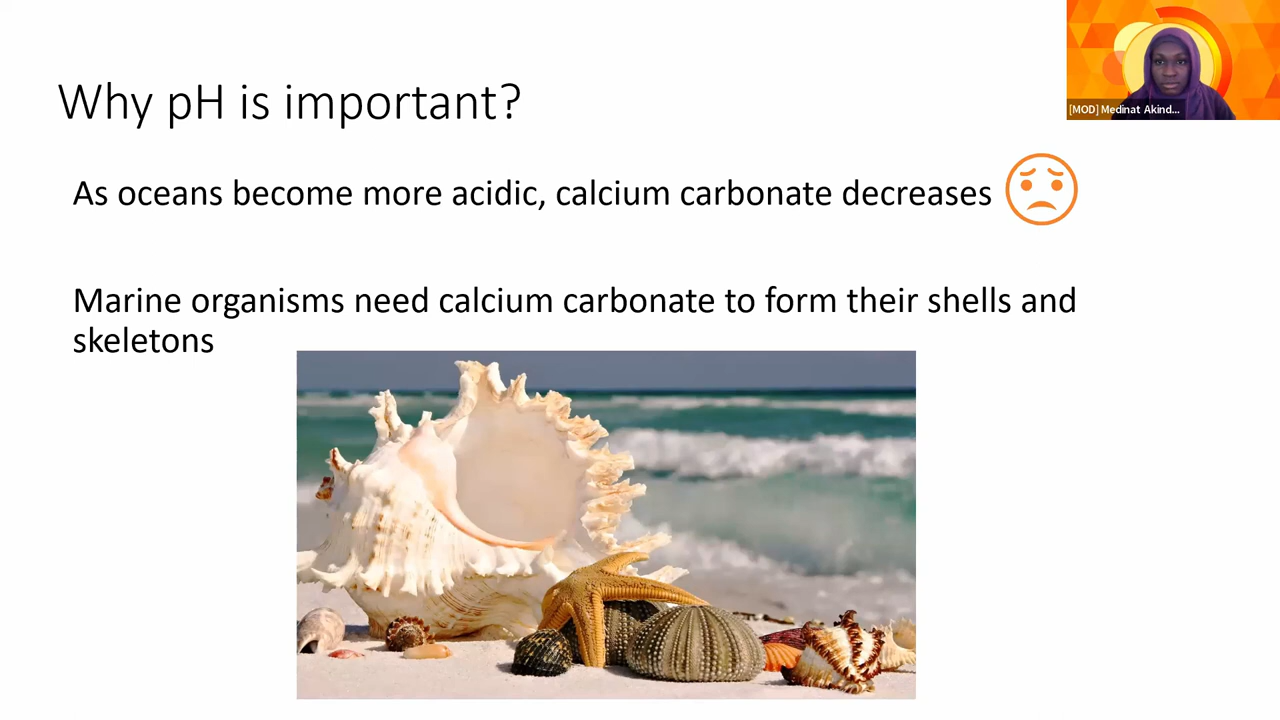 Why pH is important?
[MOD] Medinat Akind...
As oceans become more acidic, calcium carbonate decreases
Marine organisms need calcium carbonate to form their shells and
skeletons